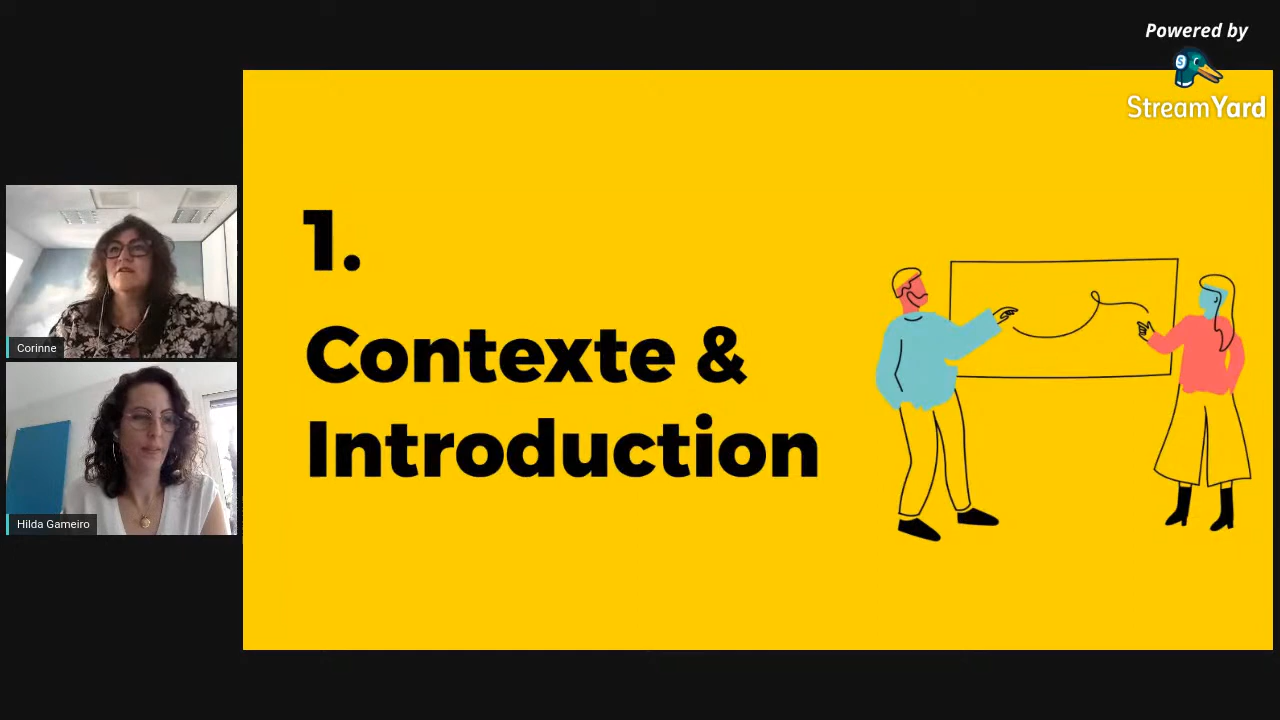 Powered by
StreamYard
1.
Contexte &
Introduction
Corinne
Hilda Gameiro